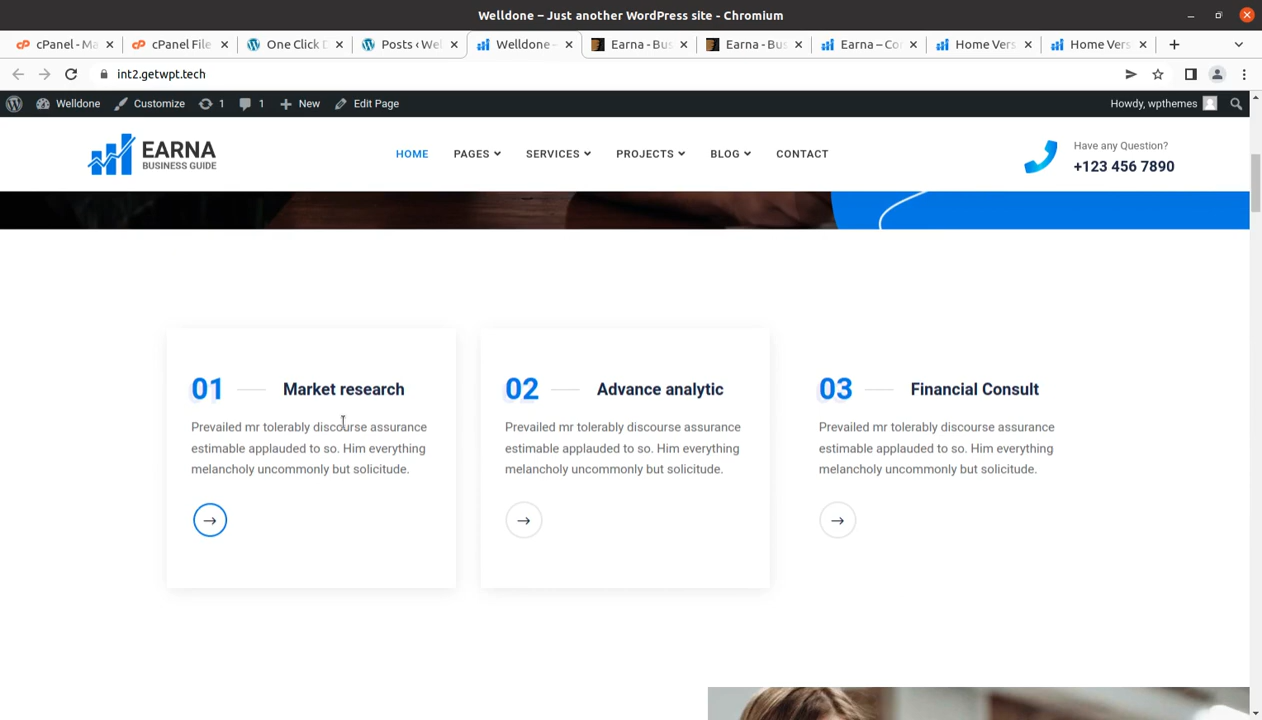 Welldone – Just another WordPress site - Chromium
cPanel - Ma
cPanel File
One Click D
Posts ‹ Wel
Welldone –
Earna - Bus
Earna - Bus
Earna – Co
Home Vers
Home Vers
int2.getwpt.tech
Welldone
Customize
1
1
New
Edit Page
Howdy, wpthemes
EARNA
BUSINESS GUIDE
HOME
PAGES
SERVICES
PROJECTS
BLOG
CONTACT
Have any Question?
+123 456 7890
01
Market research
Prevailed mr tolerably discourse assurance
estimable applauded to so. Him everything
melancholy uncommonly but solicitude.
02
Advance analytic
Prevailed mr tolerably discourse assurance
estimable applauded to so. Him everything
melancholy uncommonly but solicitude.
03
Financial Consult
Prevailed mr tolerably discourse assurance
estimable applauded to so. Him everything
melancholy uncommonly but solicitude.